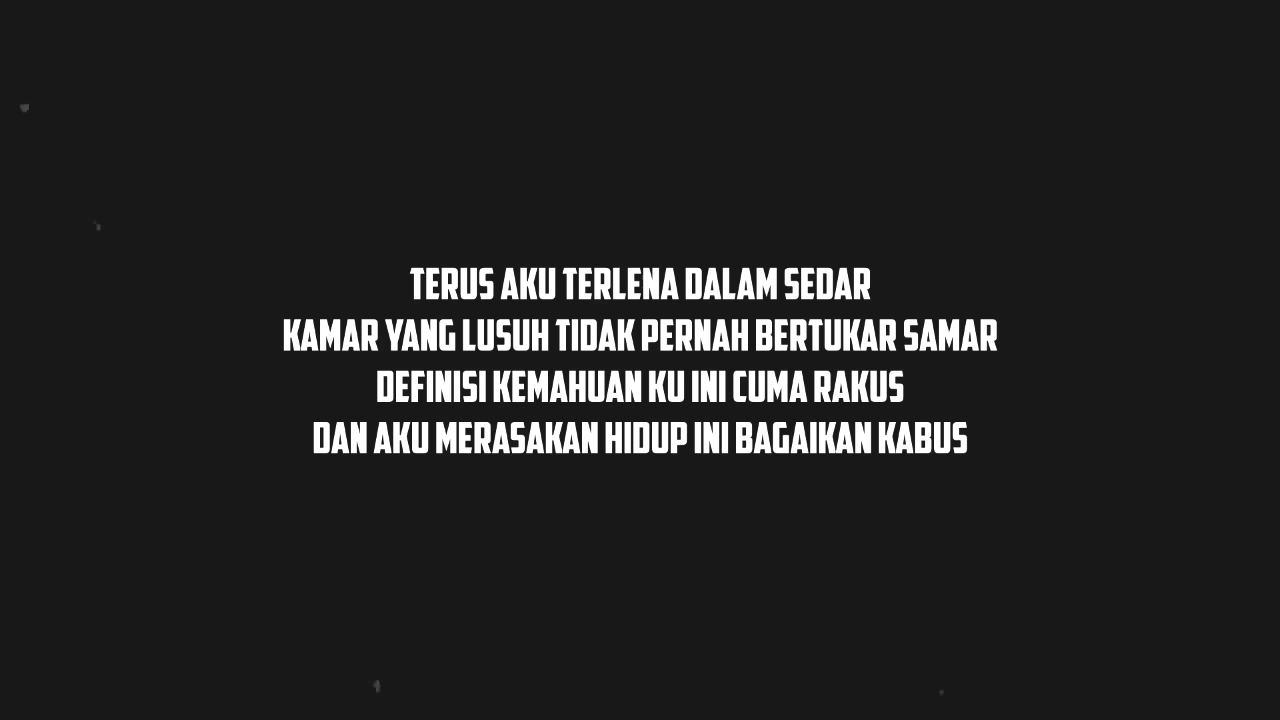 TERUS AKU TERLENA DALAM SEDAR
KAMAR YANG LUSUH TIDAK PERNAH BERTUKAR SAMAR
DEFINISI KEMAHUAN KU INI CUMA RAKUS
DAN AKU MERASAKAN HIDUP INI BAGAIKAN KABUS